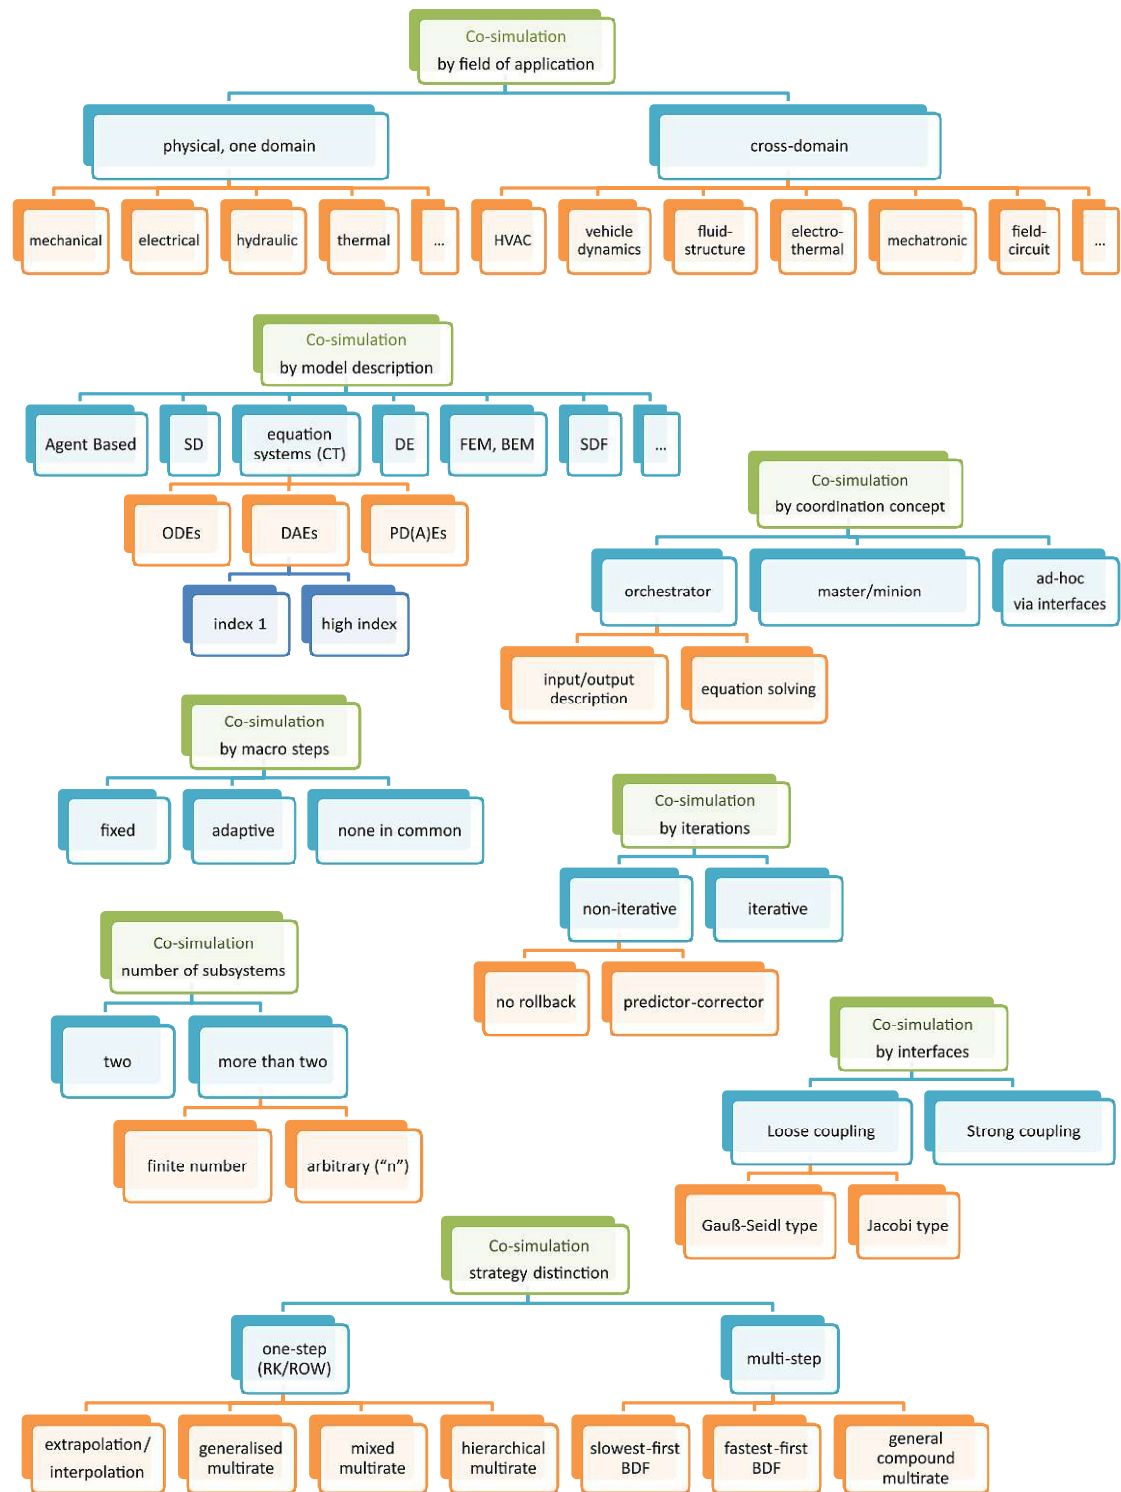 Co-simulation
by field of application
physical, one domain
cross-domain
mechanical
electrical
hydraulic
thermal
...
HVAC
vehicle
dynamics
fluid-
structure
electro-
thermal
mechatronic
field-
circuit
...
Co-simulation
by model description
Agent Based
SD
equation
systems (CT)
DE
FEM, BEM
SDF
...
ODEs
DAEs
PD(A)Es
index 1
high index
Co-simulation
by coordination concept
orchestrator
master/minion
ad-hoc
via interfaces
input/output
description
equation solving
Co-simulation
by macro steps
fixed
adaptive
none in common
Co-simulation
by iterations
non-iterative
iterative
no rollback
predictor-corrector
Co-simulation
number of subsystems
two
more than two
finite number
arbitrary (“n”)
Co-simulation
by interfaces
Loose coupling
Strong coupling
Gauß-Seidl type
Jacobi type
Co-simulation
strategy distinction
one-step
(RK/ROW)
multi-step
extrapolation/
interpolation
generalised
multirate
mixed
multirate
hierarchical
multirate
slowest-first
BDF
fastest-first
BDF
general
compound
multirate